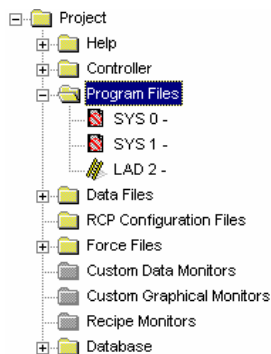 Project
Help
Controller
Program Files
SYS 0 -
SYS 1 -
LAD 2 -
Data Files
RCP Configuration Files
Force Files
Custom Data Monitors
Custom Graphical Monitors
Recipe Monitors
Database